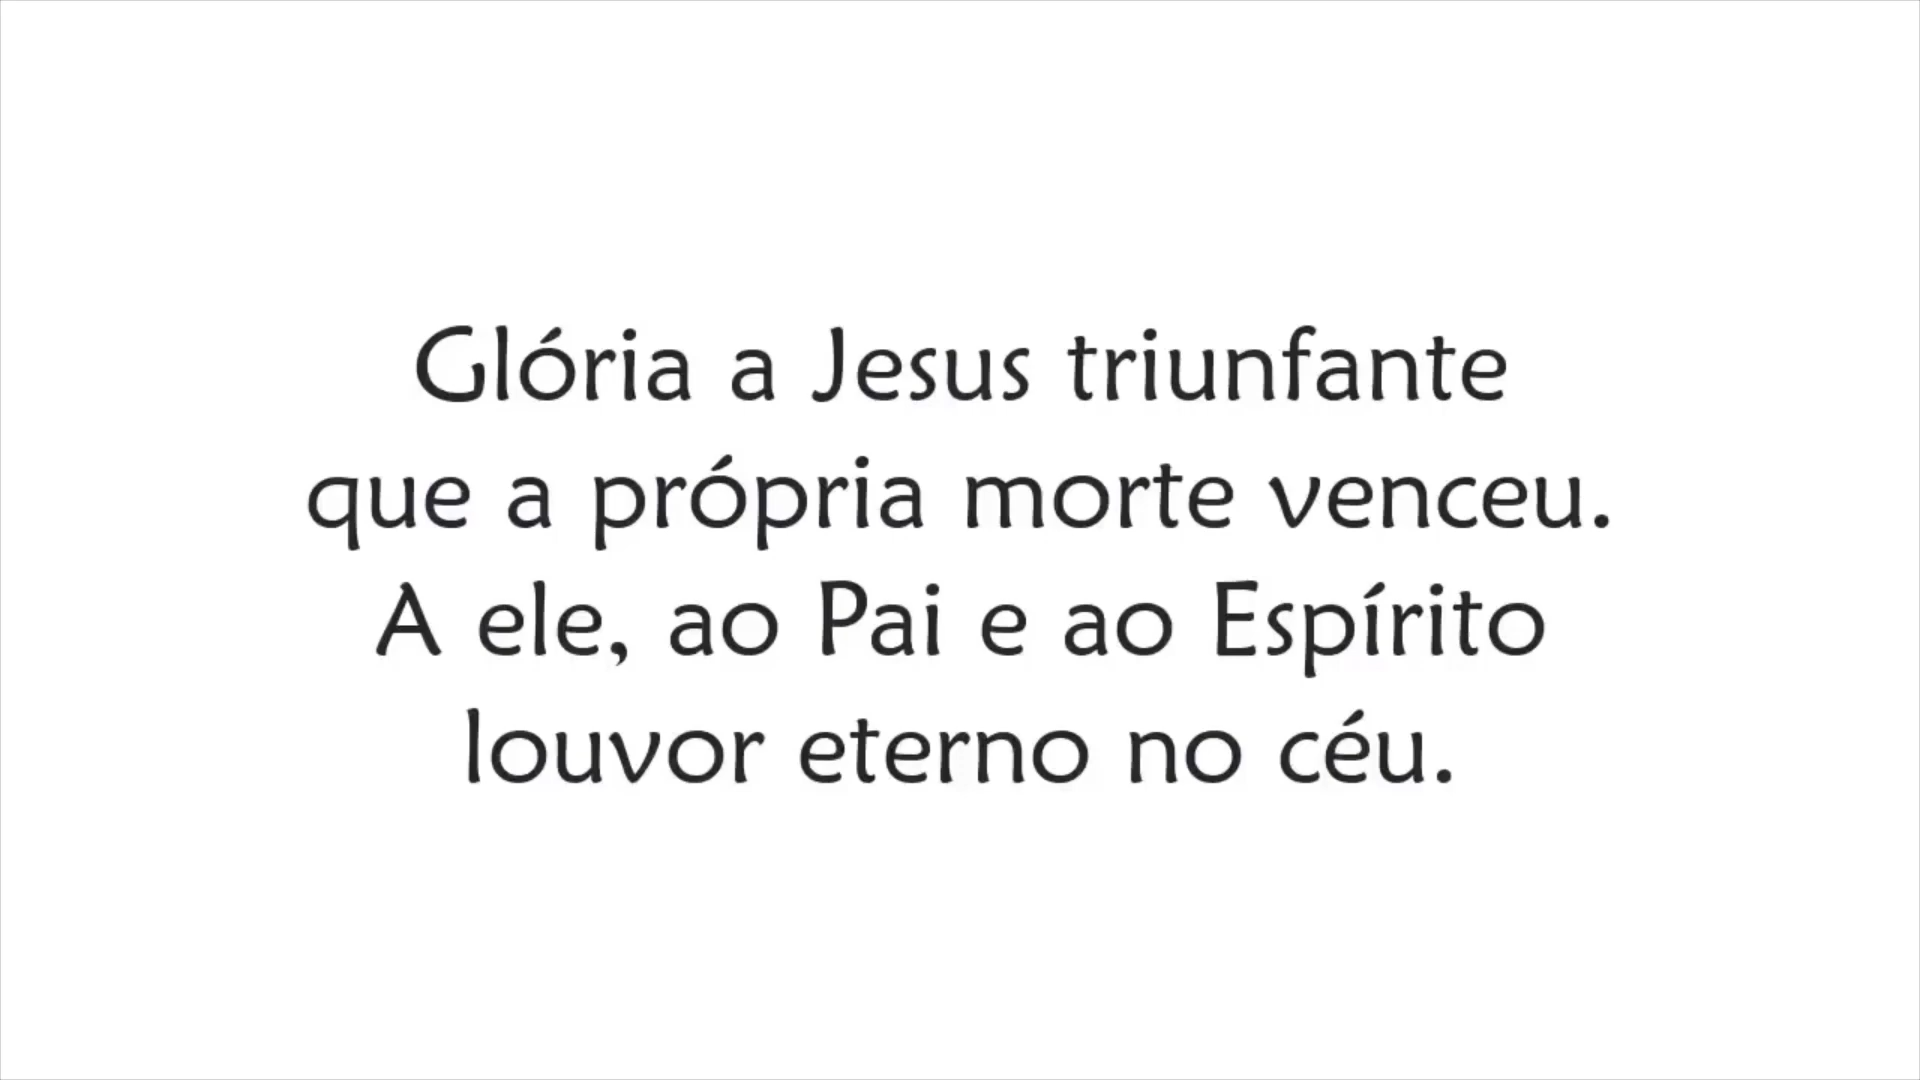 Glória a Jesus triunfante
que a própria morte venceu.
A ele, ao Pai e ao Espírito
louvor eterno no céu.